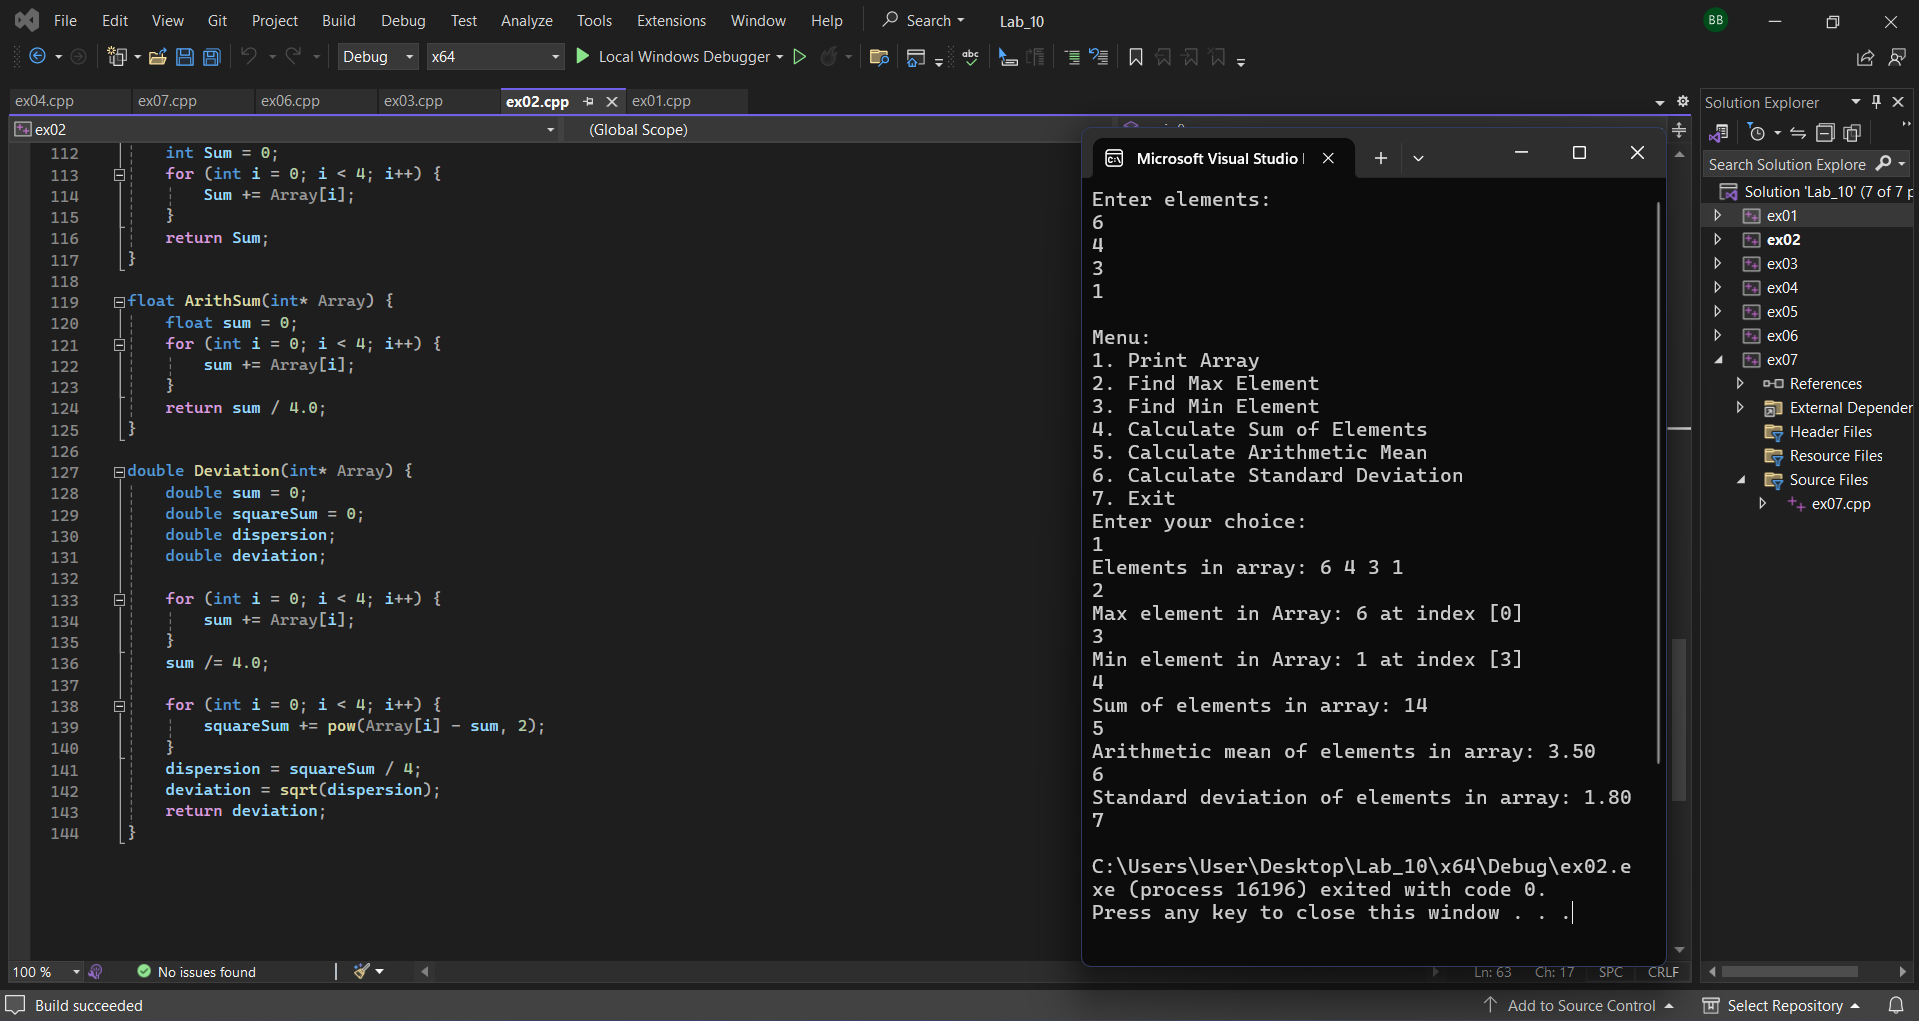 File Edit View Git Project Build Debug Test Analyze Tools Extensions Window Help Search Lab_10 BB
Debug x64 Local Windows Debugger abc
ex04.cpp ex07.cpp ex06.cpp ex03.cpp ex02.cpp ex01.cpp
ex02 (Global Scope)
112 int Sum = 0;
113 for (int i = 0; i < 4; i++) {
114 Sum += Array[i];
115 }
116 return Sum;
117 }
118
119 float ArithSum(int* Array) {
120 float sum = 0;
121 for (int i = 0; i < 4; i++) {
122 sum += Array[i];
123 }
124 return sum / 4.0;
125 }
126
127 double Deviation(int* Array) {
128 double sum = 0;
129 double squareSum = 0;
130 double dispersion;
131 double deviation;
132
133 for (int i = 0; i < 4; i++) {
134 sum += Array[i];
135 }
136 sum /= 4.0;
137
138 for (int i = 0; i < 4; i++) {
139 squareSum += pow(Array[i] - sum, 2);
140 }
141 dispersion = squareSum / 4;
142 deviation = sqrt(dispersion);
143 return deviation;
144 }
100 % No issues found Ln: 63 Ch: 17 SPC CRLF
Microsoft Visual Studio
Enter elements:
6
4
3
1
Menu:
1. Print Array
2. Find Max Element
3. Find Min Element
4. Calculate Sum of Elements
5. Calculate Arithmetic Mean
6. Calculate Standard Deviation
7. Exit
Enter your choice:
1
Elements in array: 6 4 3 1
2
Max element in Array: 6 at index [0]
3
Min element in Array: 1 at index [3]
4
Sum of elements in array: 14
5
Arithmetic mean of elements in array: 3.50
6
Standard deviation of elements in array: 1.80
7
C:\Users\User\Desktop\Lab_10\x64\Debug\ex02.e
xe (process 16196) exited with code 0.
Press any key to close this window . . .
Solution Explorer
Search Solution Explore
Solution 'Lab_10' (7 of 7 p
ex01
ex02
ex03
ex04
ex05
ex06
ex07
References
External Depender
Header Files
Resource Files
Source Files
ex07.cpp
Build succeeded Add to Source Control Select Repository